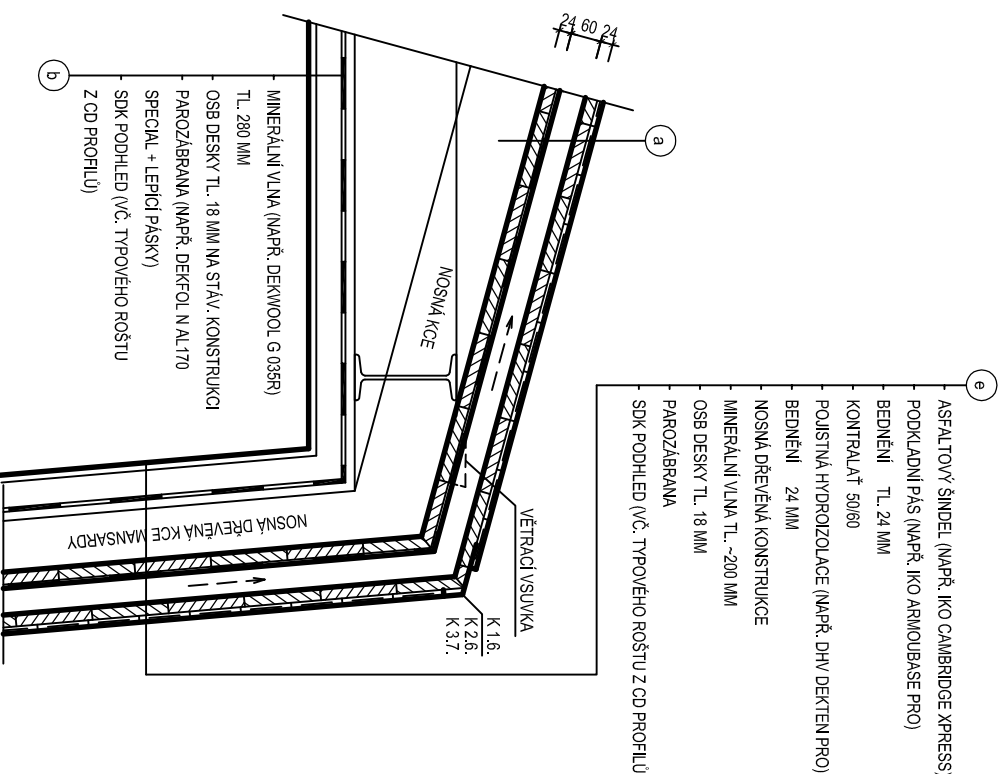 24 60 24
a
b
MINERÁLNÍ VLNA (NAPŘ. DEKWOOL G 035R)
TL. 280 MM
OSB DESKY TL. 18 MM NA STÁV. KONSTRUKCI
PAROZÁBRANA (NAPŘ. DEKFOL N AL170
SPECIAL + LEPÍCÍ PÁSKY)
SDK PODHLED (VČ. TYPOVÉHO ROŠTU
Z CD PROFILŮ)
NOSNÁ KCE
e
ASFALTOVÝ ŠINDEL (NAPŘ. IKO CAMBRIDGE XPRESS)
PODKLADNÍ PÁS (NAPŘ. IKO ARMOUBASE PRO)
BEDNĚNÍ TL. 24 MM
KONTRALAŤ 50/60
POJISTNÁ HYDROIZOLACE (NAPŘ. DHV DEKTEN PRO)
BEDNĚNÍ 24 MM
NOSNÁ DŘEVĚNÁ KONSTRUKCE
MINERÁLNÍ VLNA TL. ~200 MM
OSB DESKY TL. 18 MM
PAROZÁBRANA
SDK PODHLED (VČ. TYPOVÉHO ROŠTU Z CD PROFILŮ
VĚTRACÍ VSUVKA
K 1.6.
K 2.6.
K 3.7.
NOSNÁ DŘEVĚNÁ KCE MANSARDY